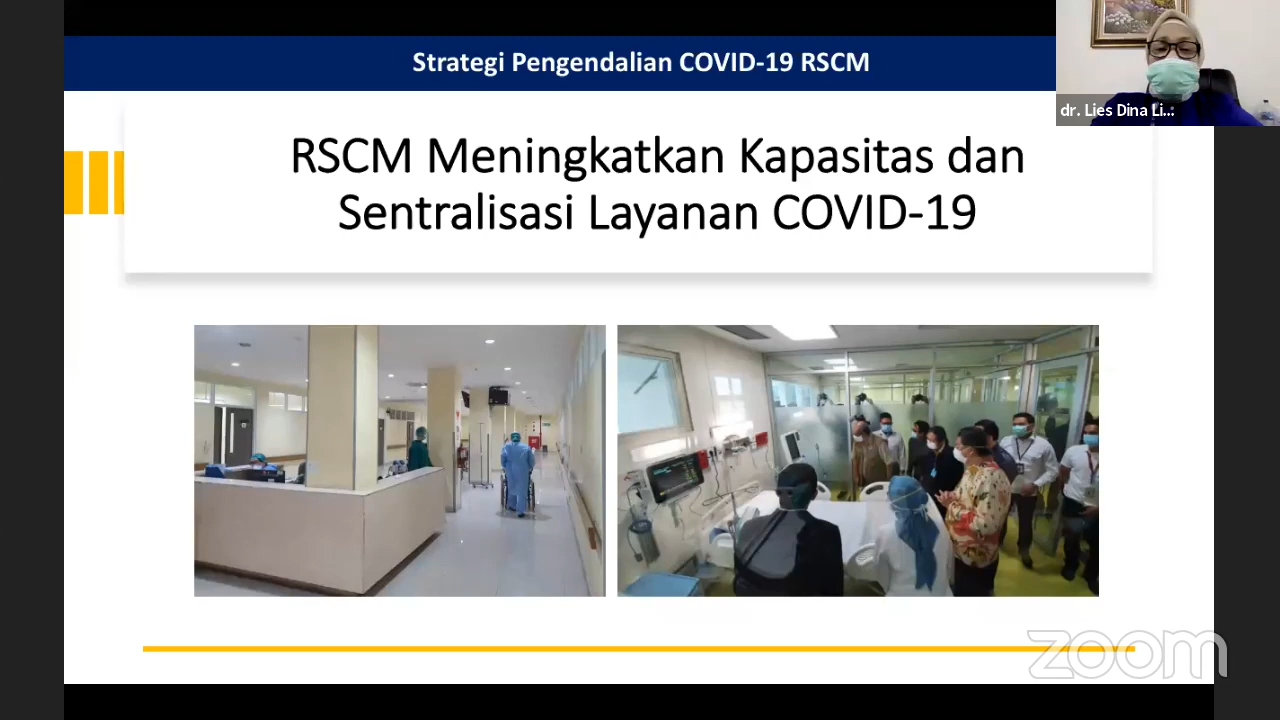 Strategi Pengendalian COVID-19 RSCM
dr. Lies Dina Li...
RSCM Meningkatkan Kapasitas dan
Sentralisasi Layanan COVID-19
zoom